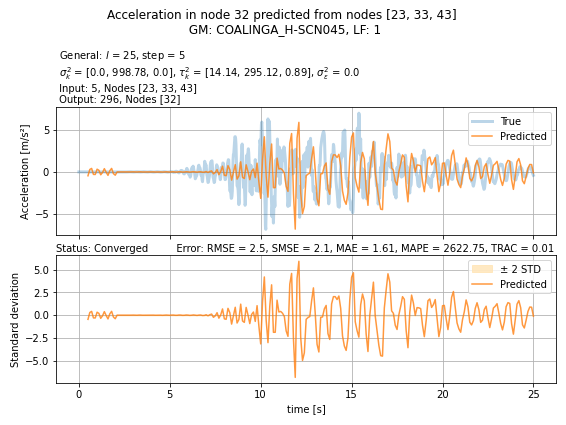 Acceleration in node 32 predicted from nodes [23, 33, 43]
GM: COALINGA_H-SCN045, LF: 1
General: l = 25, step = 5
σ²ₖ = [0.0, 998.78, 0.0], τ²ₖ = [14.14, 295.12, 0.89], σ²ε = 0.0
Input: 5, Nodes [23, 33, 43]
Output: 296, Nodes [32]
Acceleration [m/s²]
5
0
−5
True
Predicted
Status: Converged
Error: RMSE = 2.5, SMSE = 2.1, MAE = 1.61, MAPE = 2622.75, TRAC = 0.01
Standard deviation
5.0
2.5
0.0
−2.5
−5.0
± 2 STD
Predicted
0 5 10 15 20 25
time [s]